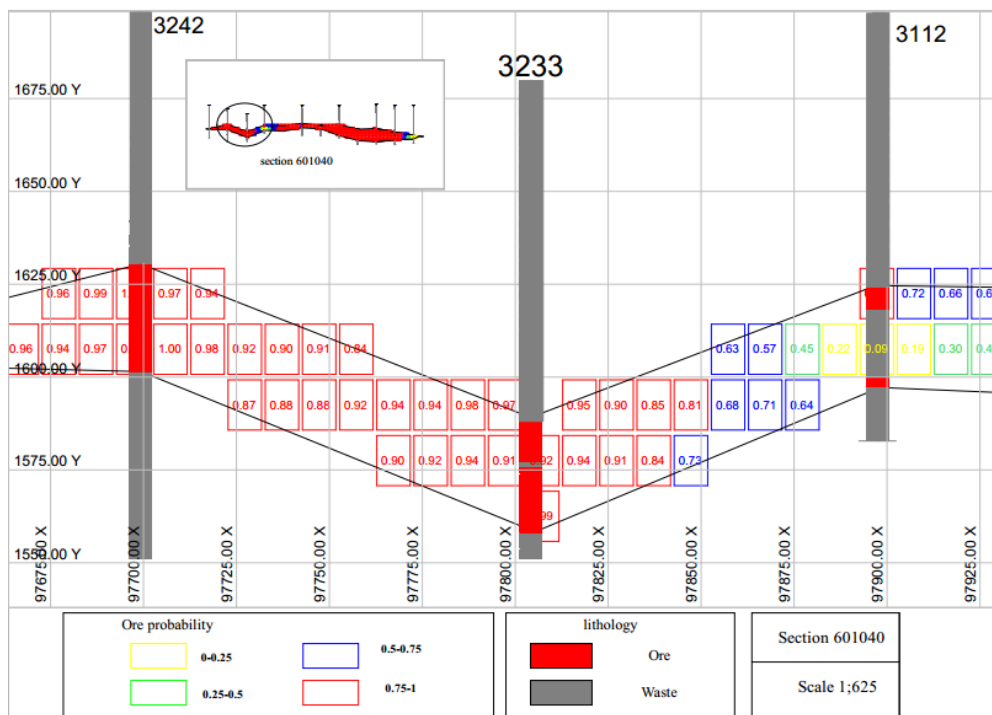 3242
3112
3233
1675.00 Y
section 601040
1650.00 Y
1625.00 Y
0.96 0.99 0.97 0.94 0.72 0.66
0.96 0.94 0.97 1.00 0.98 0.92 0.90 0.91 0.84 0.63 0.57 0.45 0.22 0.09 0.19 0.30
1600.00 Y
0.87 0.88 0.88 0.92 0.94 0.94 0.98 0.97 0.95 0.90 0.85 0.81 0.68 0.71 0.64
1575.00 Y
0.90 0.92 0.94 0.91 0.94 0.91 0.84 0.73
1550.00 Y
97675.00 X
97700.00 X
97725.00 X
97750.00 X
97775.00 X
97800.00 X
97825.00 X
97850.00 X
97875.00 X
97900.00 X
97925.00 X
Ore probability
0-0.25
0.5-0.75
0.25-0.5
0.75-1
lithology
Ore
Waste
Section 601040
Scale 1;625